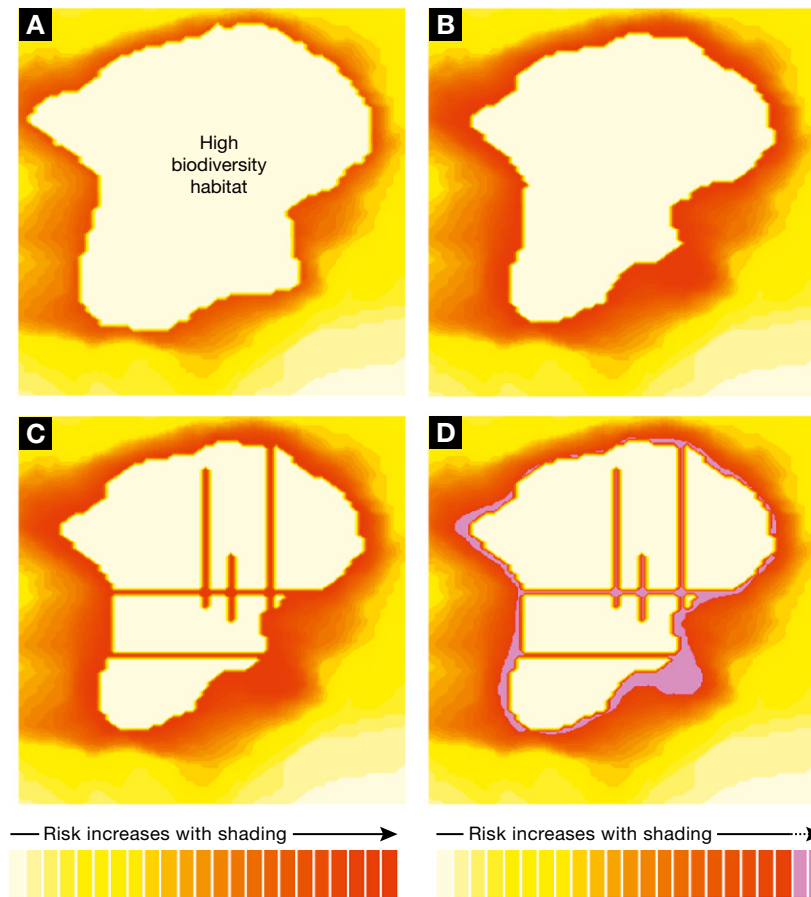 A
B
High
biodiversity
habitat
C
D
Risk increases with shading
Risk increases with shading